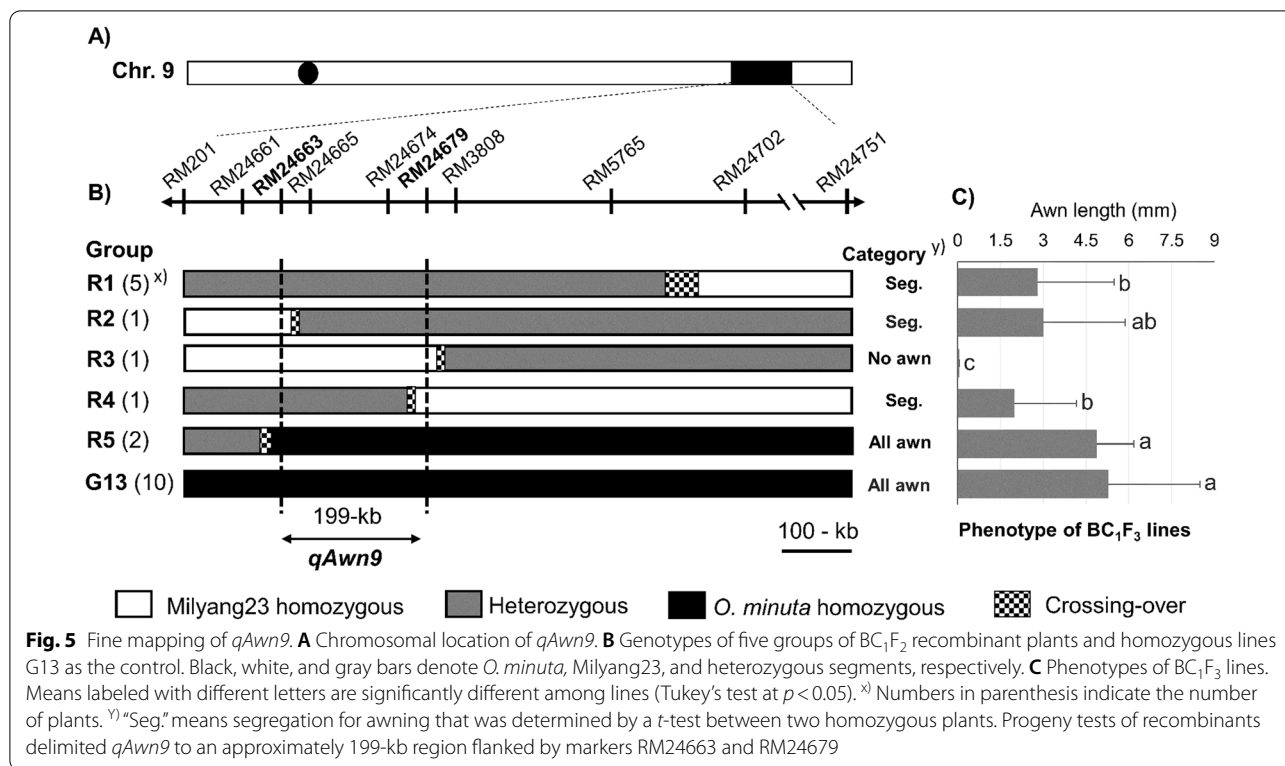 A)
Chr. 9
RM201 RM24661 RM24663 RM24665 RM24674 RM24679 RM3808 RM5765 RM24702 RM24751
B)
C)
Awn length (mm)
0 1.5 3 4.5 6 7.5 9
Group
Category y)
R1 (5) x)
Seg.
b
R2 (1)
Seg.
ab
R3 (1)
No awn
c
R4 (1)
Seg.
b
R5 (2)
All awn
a
G13 (10)
All awn
a
199-kb
qAwn9
100 - kb
Phenotype of BC1F3 lines
Milyang23 homozygous
Heterozygous
O. minuta homozygous
Crossing-over
Fig. 5 Fine mapping of qAwn9. A Chromosomal location of qAwn9. B Genotypes of five groups of BC1F2 recombinant plants and homozygous lines
G13 as the control. Black, white, and gray bars denote O. minuta, Milyang23, and heterozygous segments, respectively. C Phenotypes of BC1F3 lines.
Means labeled with different letters are significantly different among lines (Tukey's test at p < 0.05). x) Numbers in parenthesis indicate the number
of plants. Y) "Seg." means segregation for awning that was determined by a t-test between two homozygous plants. Progeny tests of recombinants
delimited qAwn9 to an approximately 199-kb region flanked by markers RM24663 and RM24679